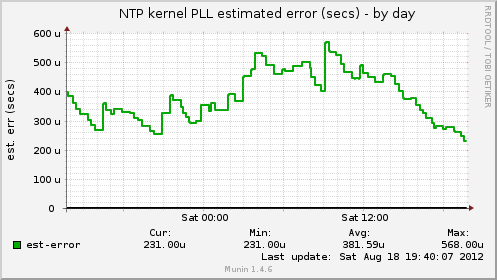 NTP kernel PLL estimated error (secs) - by day
RRDTOOL / TOBI OETIKER
est. err (secs)
600 u
500 u
400 u
300 u
200 u
100 u
0
Sat 00:00 Sat 12:00
Cur: Min: Avg: Max:
est-error 231.00u 231.00u 381.59u 568.00u
Last update: Sat Aug 18 19:40:07 2012
Munin 1.4.6